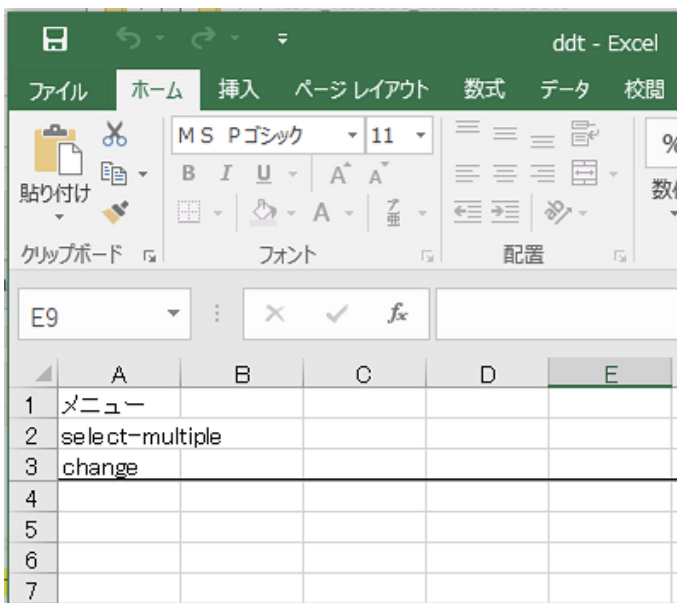 ddt - Excel
ファイル ホーム 挿入 ページ レイアウト 数式 データ 校閲
貼り付け
ＭＳ Ｐゴシック 11
B I U A A
A ア亜
%
クリップボード フォント 配置
E9 fx
A B C D E
1 メニュー
2 select-multiple
3 change
4
5
6
7